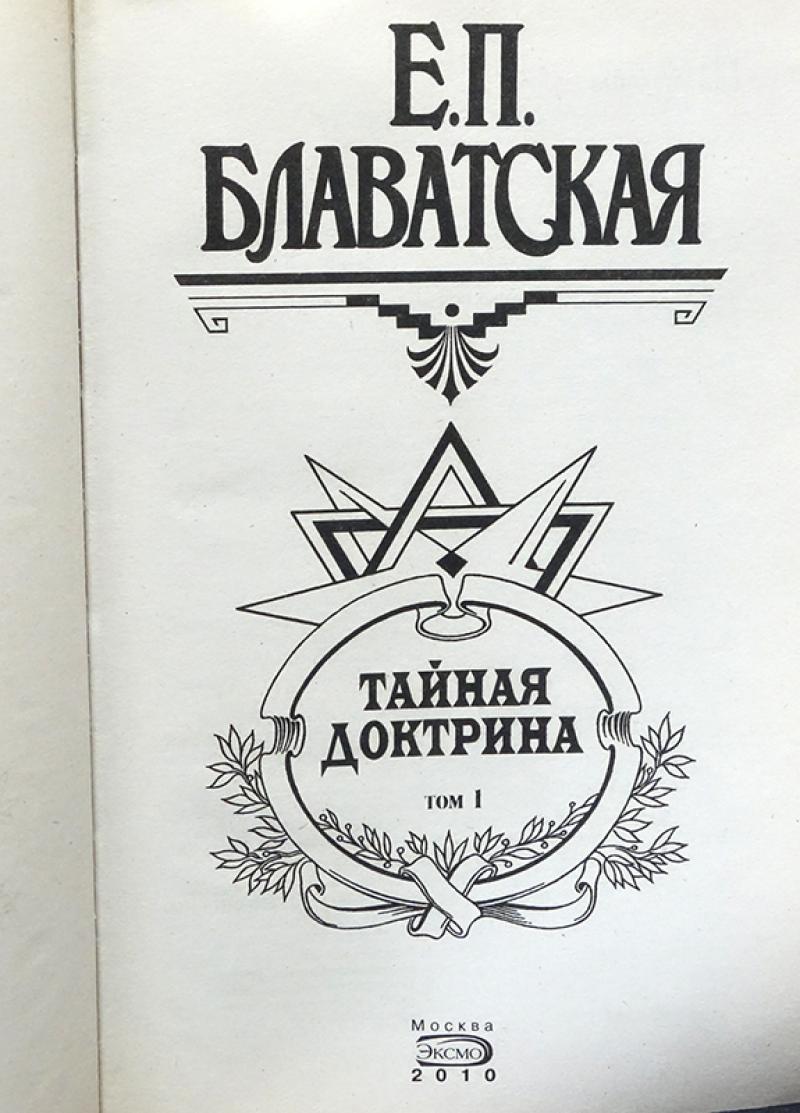 Е.П.
БЛАВАТСКАЯ
ТАЙНАЯ
ДОКТРИНА
ТОМ 1
Москва
ЭКСМО
2010